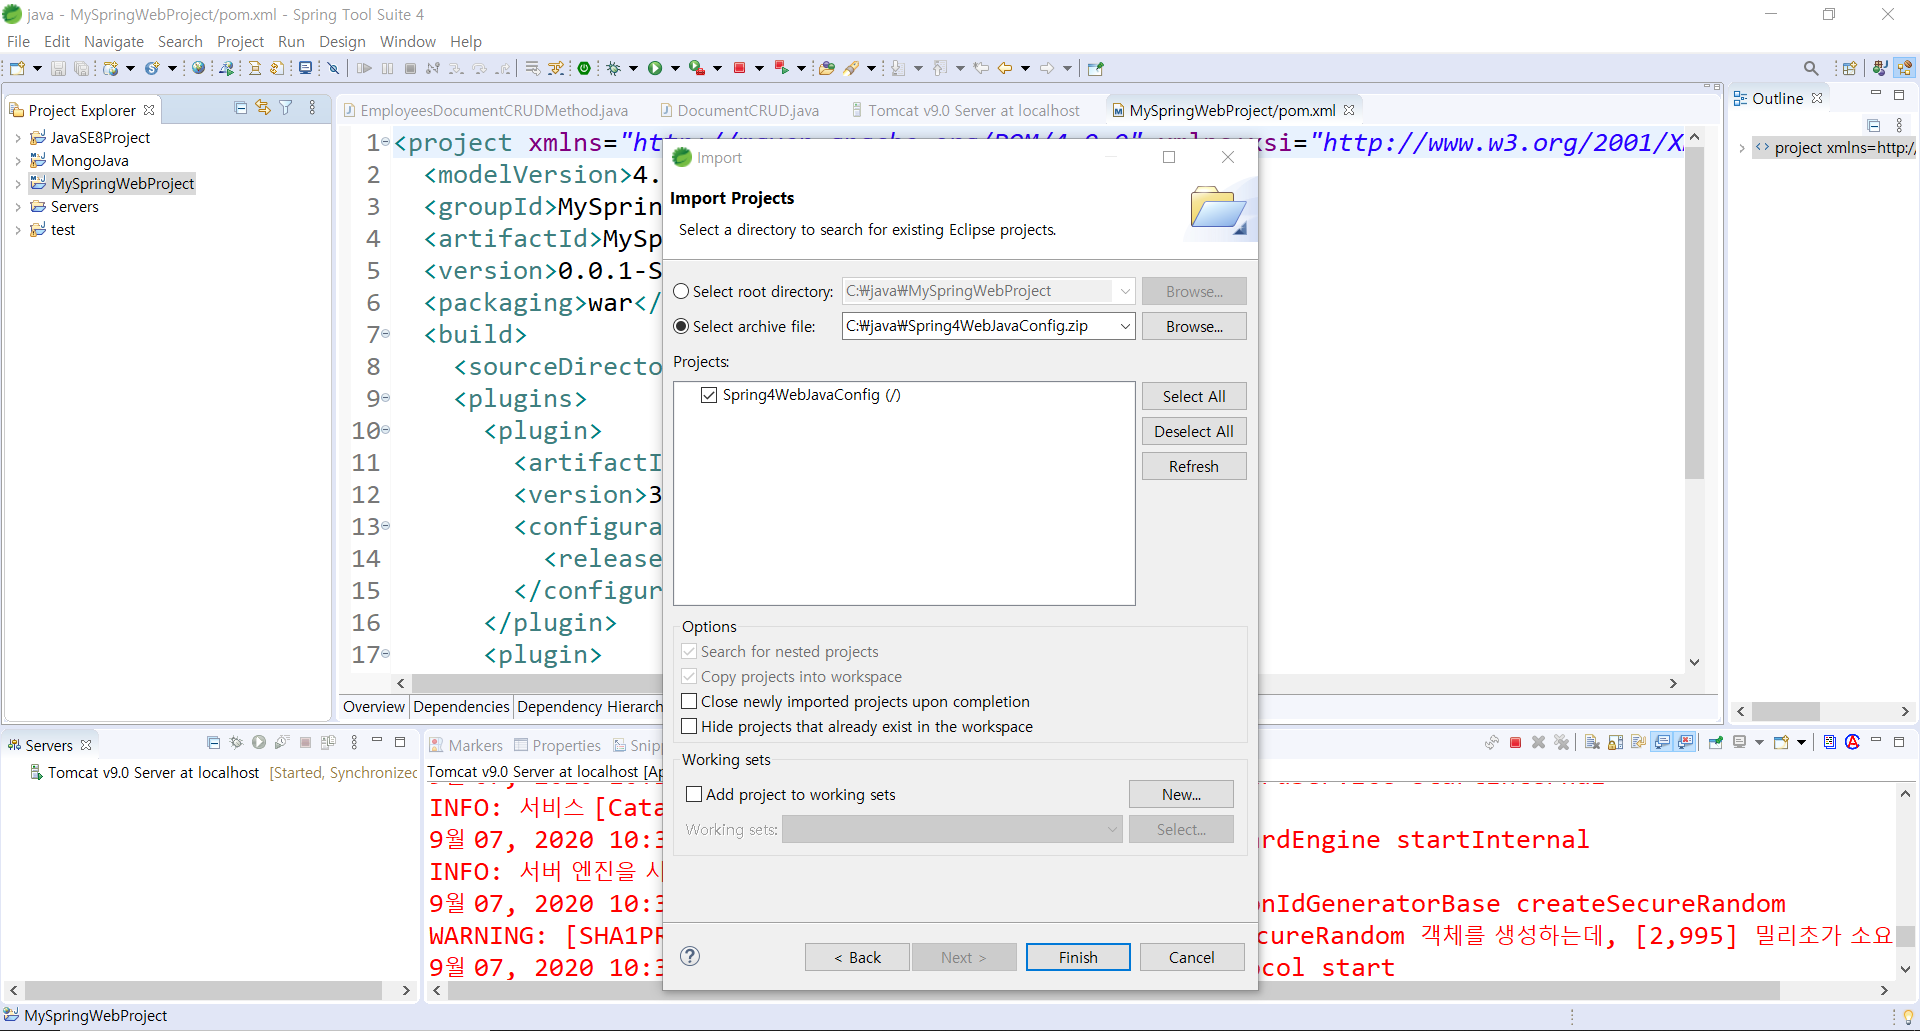 java - MySpringWebProject/pom.xml - Spring Tool Suite 4
File Edit Navigate Search Project Run Design Window Help
Project Explorer
JavaSE8Project
MongoJava
MySpringWebProject
Servers
test
EmployeesDocumentCRUDMethod.java
DocumentCRUD.java
Tomcat v9.0 Server at localhost
MySpringWebProject/pom.xml
1 <project xmlns="ht
xsi="http://www.w3.org/2001/X
2 <modelVersion>4.
3 <groupId>MySprin
4 <artifactId>MySp
5 <version>0.0.1-S
6 <packaging>war</
7 <build>
8 <sourceDirecto
9 <plugins>
10 <plugin>
11 <artifactI
12 <version>3
13 <configura
14 <release
15 </configur
16 </plugin>
17 <plugin>
Overview Dependencies Dependency Hierarch
Outline
project xmlns=http:/
Import
Import Projects
Select a directory to search for existing Eclipse projects.
Select root directory: C:₩java₩MySpringWebProject Browse...
Select archive file: C:₩java₩Spring4WebJavaConfig.zip Browse...
Projects:
Spring4WebJavaConfig (/)
Select All
Deselect All
Refresh
Options
Search for nested projects
Copy projects into workspace
Close newly imported projects upon completion
Hide projects that already exist in the workspace
Working sets
Add project to working sets New...
Working sets: Select...
< Back Next > Finish Cancel
Servers
Tomcat v9.0 Server at localhost [Started, Synchronized
Markers Properties Snipp
Tomcat v9.0 Server at localhost [Ap
INFO: 서비스 [Cata
9월 07, 2020 10:3
rdEngine startInternal
INFO: 서버 엔진을 시
9월 07, 2020 10:3
onIdGeneratorBase createSecureRandom
WARNING: [SHA1PR
cureRandom 객체를 생성하는데, [2,995] 밀리초가 소요
9월 07, 2020 10:3
col start
MySpringWebProject